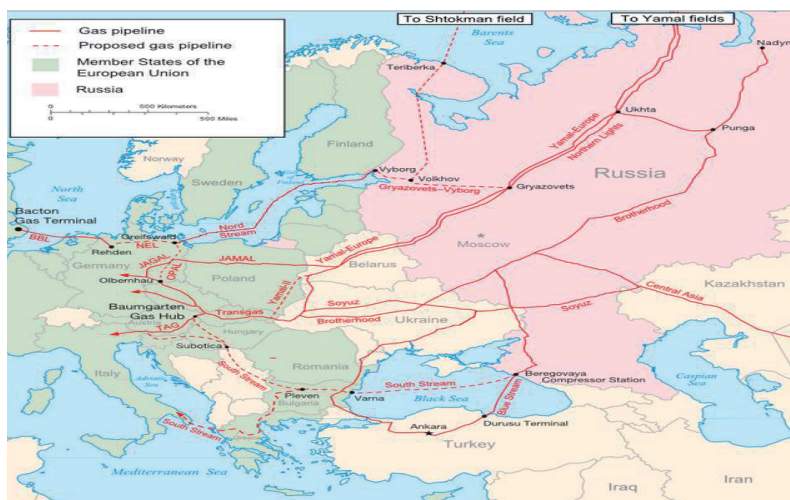 To Shtokman field
To Yamal fields
Gas pipeline
Proposed gas pipeline
Member States of the
European Union
Russia
0 500 Kilometers
0 500 Miles
Barents
Sea
Nadym
Teriberka
Ukhta
Yamal-Europe
Northern Lights
Punga
Finland
Norway
Sweden
Vyborg
Volkhov
Gryazovets-Vyborg
Gryazovets
Russia
Brotherhood
North
Sea
Bacton
Gas Terminal
BBL
Greifswald
Nord
Stream
NEL
Rehden
Moscow
Yamal-Europe
Belarus
JAGAL
OPAL
JAMAL
Germany
Poland
Olbernhau
Yamal-II
Kazakhstan
Central Asia
Soyuz
Soyuz
Baumgarten
Gas Hub
Transgas
Brotherhood
Ukraine
TAG
Austria
Hungary
Subotica
Romania
Italy
Adriatic
Sea
South Stream
South Stream
Beregovaya
Compressor Station
Caspian
Sea
Pleven
Bulgaria
Varna
Black Sea
Blue Stream
South Stream
Ankara
Durusu Terminal
Turkey
Mediterranean Sea
Iraq
Iran